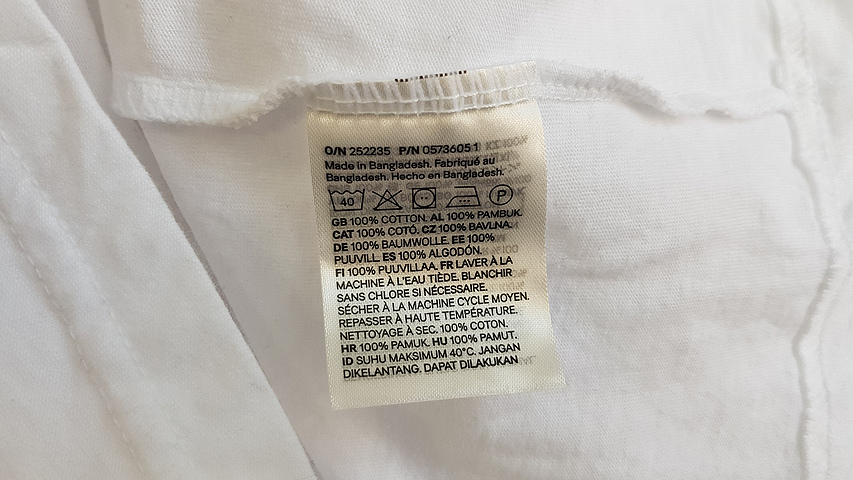 O/N 252235 P/N 05736051
Made in Bangladesh. Fabriqué au
Bangladesh. Hecho en Bangladesh.
40 P
GB 100% COTTON. AL 100% PAMBUK.
CAT 100% COTÓ. CZ 100% BAVLNA.
DE 100% BAUMWOLLE. EE 100%
PUUVILL. ES 100% ALGODÓN.
FI 100% PUUVILLAA. FR LAVER À LA
MACHINE À L'EAU TIÈDE. BLANCHIR
SANS CHLORE SI NÉCESSAIRE.
SÉCHER À LA MACHINE CYCLE MOYEN.
REPASSER À HAUTE TEMPÉRATURE.
NETTOYAGE À SEC. 100% COTON.
HR 100% PAMUK. HU 100% PAMUT.
ID SUHU MAKSIMUM 40°C. JANGAN
DIKELANTANG. DAPAT DILAKUKAN